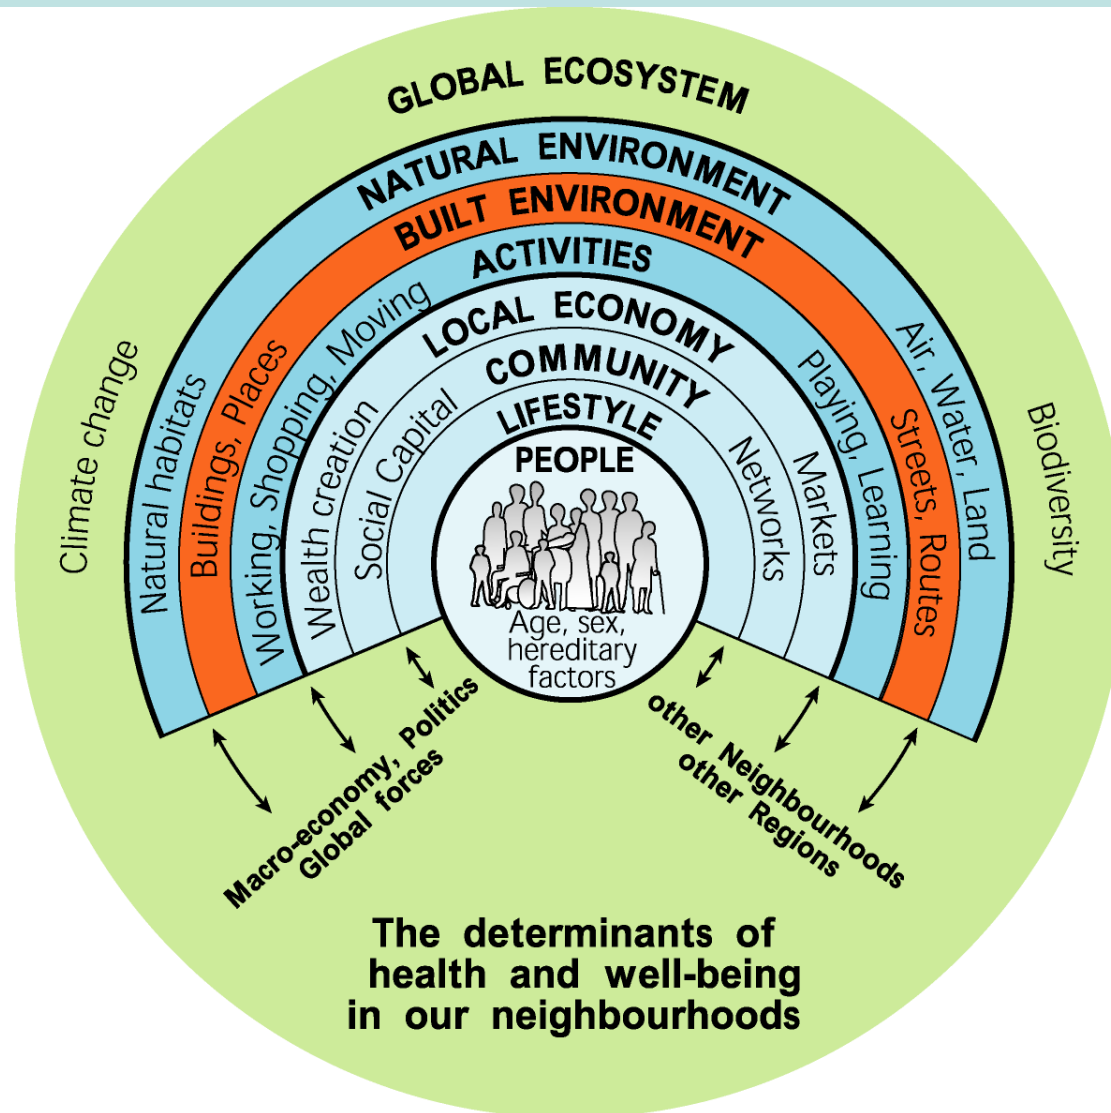 GLOBAL ECOSYSTEM
NATURAL ENVIRONMENT
BUILT ENVIRONMENT
ACTIVITIES
LOCAL ECONOMY
COMMUNITY
LIFESTYLE
PEOPLE
Age, sex,
hereditary
factors
Climate change
Natural habitats
Buildings, Places
Working, Shopping, Moving
Wealth creation
Social Capital
Networks
Markets
Playing, Learning
Streets, Routes
Air, Water, Land
Biodiversity
Macro-economy, Politics
Global forces
other Neighbourhoods
other Regions
The determinants of
health and well-being
in our neighbourhoods